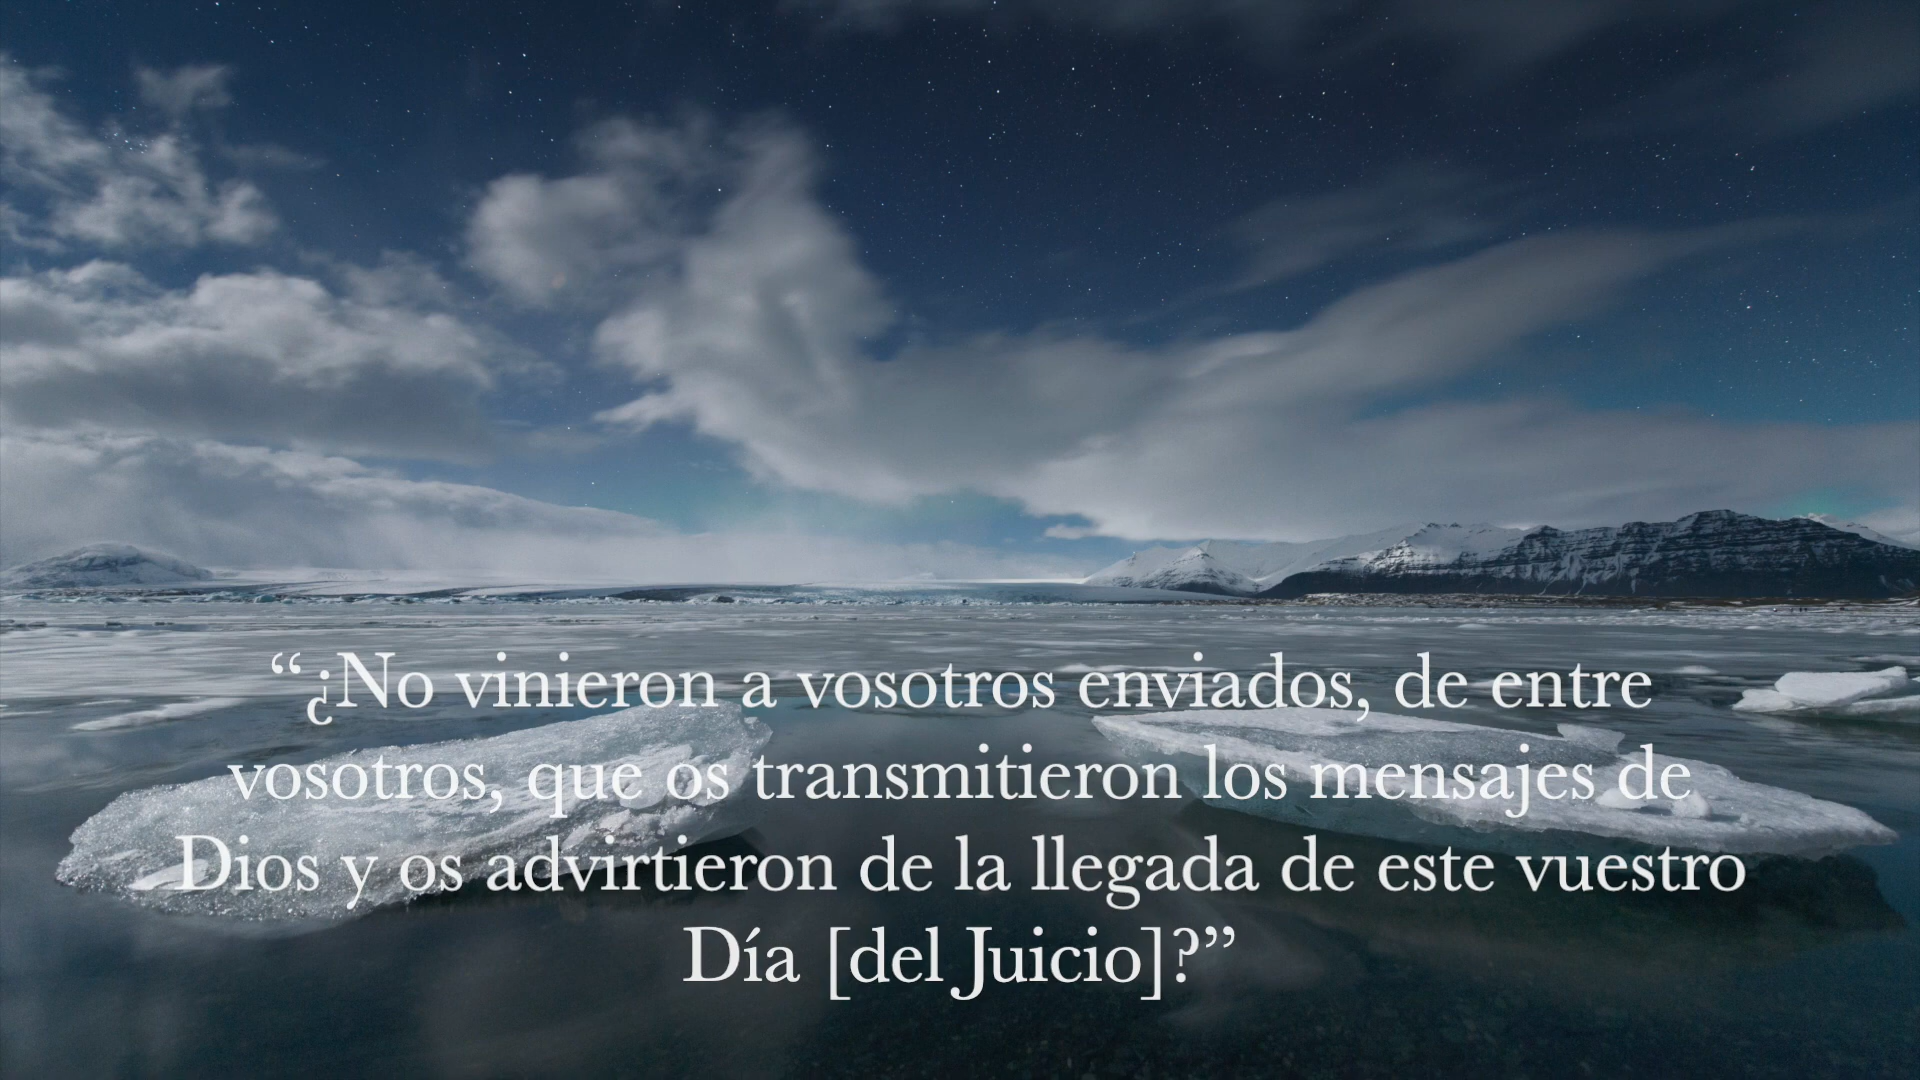 “¿No vinieron a vosotros enviados, de entre
vosotros, que os transmitieron los mensajes de
Dios y os advirtieron de la llegada de este vuestro
Día [del Juicio]?”